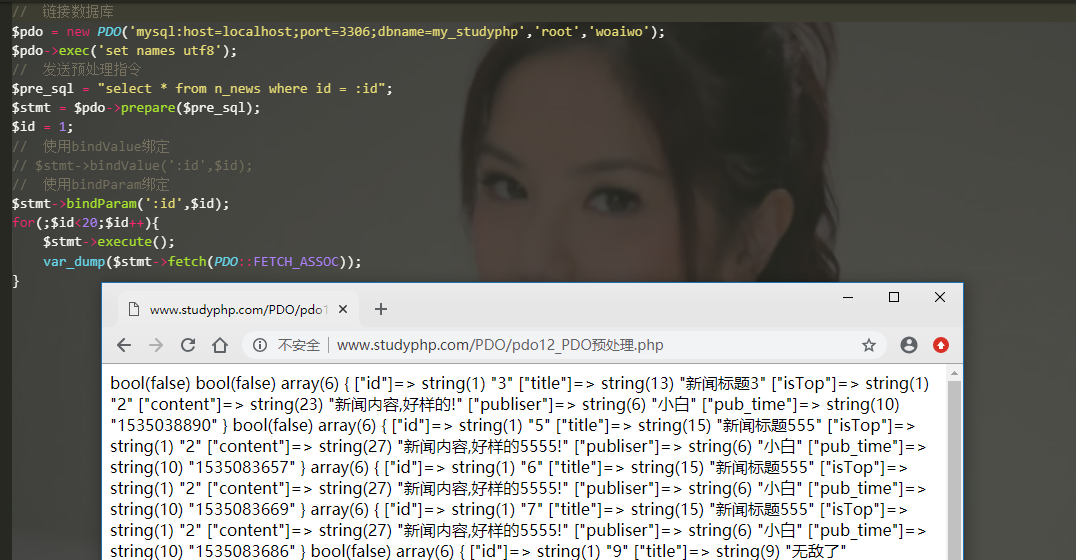 //  链接数据库
$pdo = new PDO('mysql:host=localhost;port=3306;dbname=my_studyphp','root','woaiwo');
$pdo->exec('set names utf8');
//  发送预处理指令
$pre_sql = "select * from n_news where id = :id";
$stmt = $pdo->prepare($pre_sql);
$id = 1;
//  使用bindValue绑定
// $stmt->bindValue(':id',$id);
//  使用bindParam绑定
$stmt->bindParam(':id',$id);
for(;$id<20;$id++){
    $stmt->execute();
    var_dump($stmt->fetch(PDO::FETCH_ASSOC));
}
www.studyphp.com/PDO/pdo1
不安全 | www.studyphp.com/PDO/pdo12_PDO预处理.php
bool(false) bool(false) array(6) { ["id"]=> string(1) "3" ["title"]=> string(13) "新闻标题3" ["isTop"]=> string(1)
"2" ["content"]=> string(23) "新闻内容,好样的!" ["publiser"]=> string(6) "小白" ["pub_time"]=> string(10)
"1535038890" } bool(false) array(6) { ["id"]=> string(1) "5" ["title"]=> string(15) "新闻标题555" ["isTop"]=>
string(1) "2" ["content"]=> string(27) "新闻内容,好样的5555!" ["publiser"]=> string(6) "小白" ["pub_time"]=>
string(10) "1535083657" } array(6) { ["id"]=> string(1) "6" ["title"]=> string(15) "新闻标题555" ["isTop"]=>
string(1) "2" ["content"]=> string(27) "新闻内容,好样的5555!" ["publiser"]=> string(6) "小白" ["pub_time"]=>
string(10) "1535083669" } array(6) { ["id"]=> string(1) "7" ["title"]=> string(15) "新闻标题555" ["isTop"]=>
string(1) "2" ["content"]=> string(27) "新闻内容,好样的5555!" ["publiser"]=> string(6) "小白" ["pub_time"]=>
string(10) "1535083686" } bool(false) array(6) { ["id"]=> string(1) "9" ["title"]=> string(9) "无敌了"